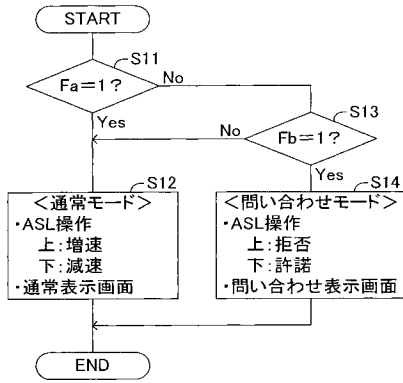 START
S11
Fa=1?
No
S13
Yes
No
Fb=1?
Yes
S12
S14
＜通常モード＞
・ASL操作
上:増速
下:減速
・通常表示画面
＜問い合わせモード＞
・ASL操作
上:拒否
下:許諾
・問い合わせ表示画面
END